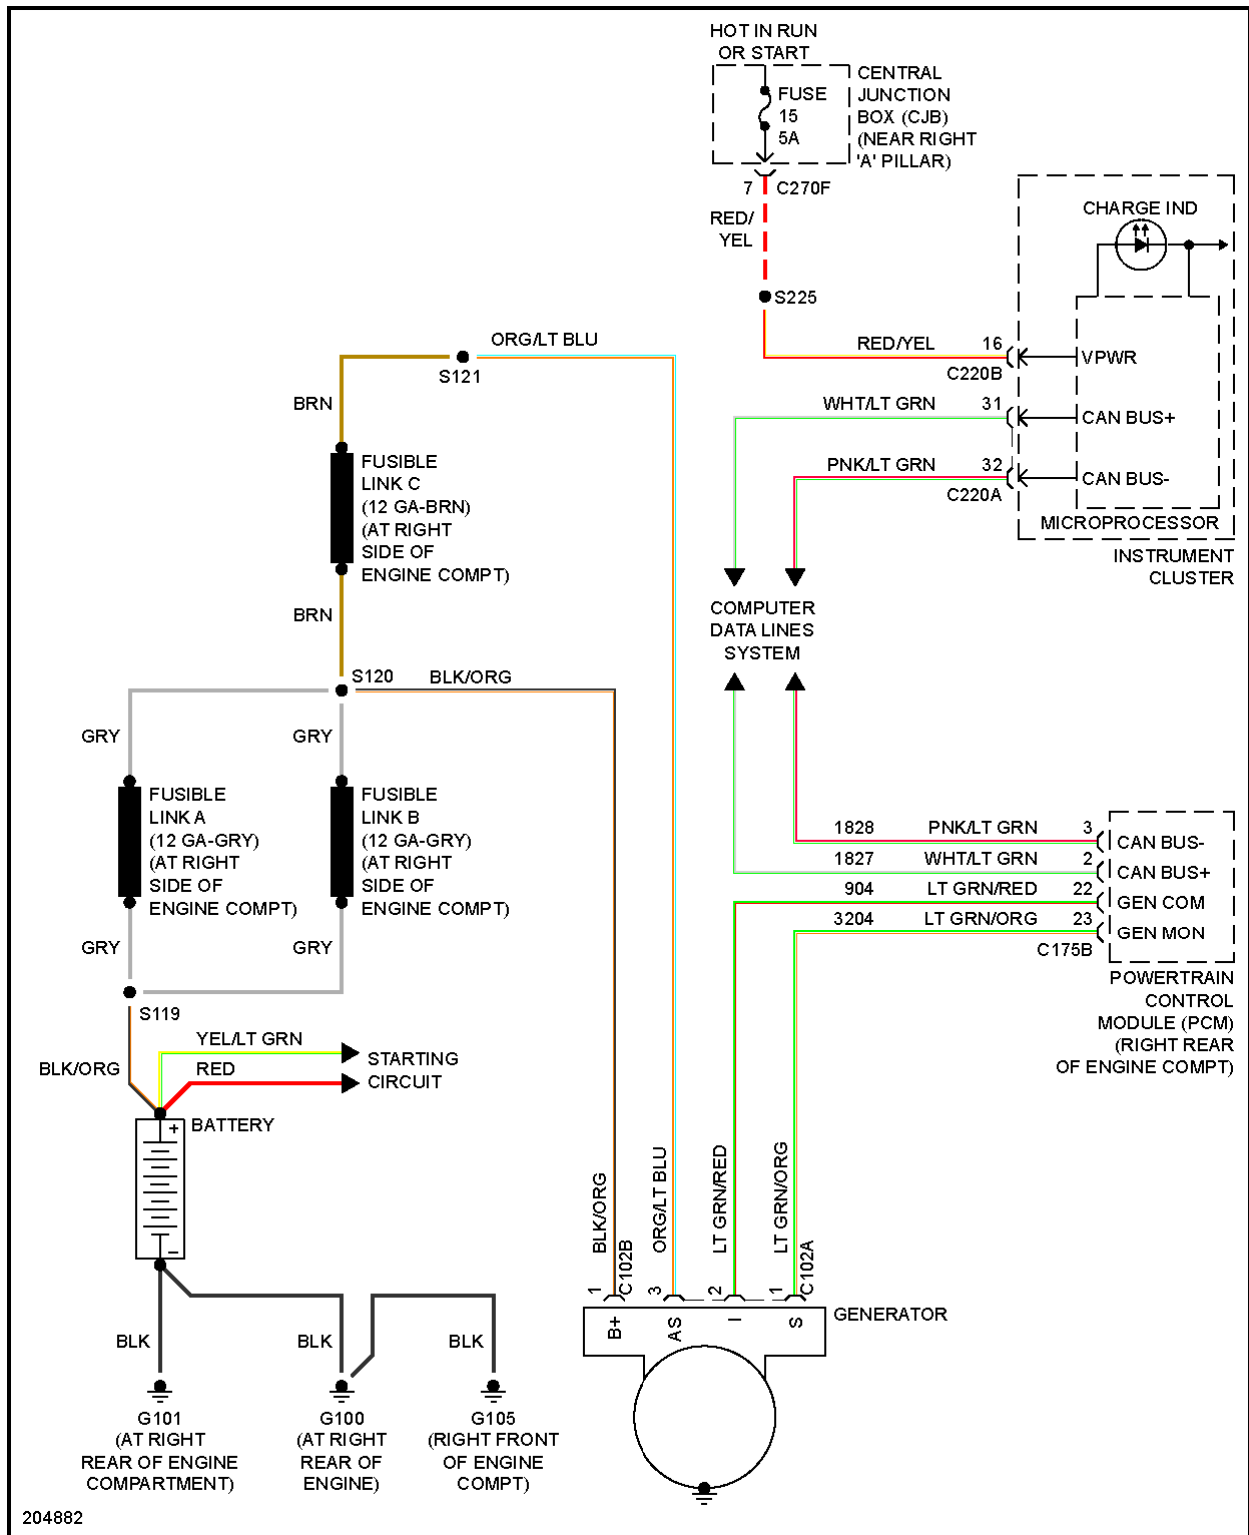 HOT IN RUN
OR START
FUSE
15
5A
CENTRAL
JUNCTION
BOX (CJB)
(NEAR RIGHT
'A' PILLAR)
7
C270F
RED/
YEL
S225
CHARGE IND
RED/YEL
16
C220B
VPWR
WHT/LT GRN
31
CAN BUS+
PNK/LT GRN
32
C220A
CAN BUS-
MICROPROCESSOR
INSTRUMENT
CLUSTER
ORG/LT BLU
S121
BRN
FUSIBLE
LINK C
(12 GA-BRN)
(AT RIGHT
SIDE OF
ENGINE COMPT)
BRN
COMPUTER
DATA LINES
SYSTEM
S120
BLK/ORG
GRY
GRY
FUSIBLE
LINK A
(12 GA-GRY)
(AT RIGHT
SIDE OF
ENGINE COMPT)
FUSIBLE
LINK B
(12 GA-GRY)
(AT RIGHT
SIDE OF
ENGINE COMPT)
GRY
GRY
1828
PNK/LT GRN
3
CAN BUS-
1827
WHT/LT GRN
2
CAN BUS+
904
LT GRN/RED
22
GEN COM
3204
LT GRN/ORG
23
GEN MON
C175B
POWERTRAIN
CONTROL
MODULE (PCM)
(RIGHT REAR
OF ENGINE COMPT)
S119
YEL/LT GRN
BLK/ORG
RED
STARTING
CIRCUIT
+
BATTERY
-
BLK/ORG
ORG/LT BLU
LT GRN/RED
LT GRN/ORG
1
C102B
3
2
1
C102A
B+
AS
I
S
GENERATOR
BLK
BLK
BLK
G101
(AT RIGHT
REAR OF ENGINE
COMPARTMENT)
G100
(AT RIGHT
REAR OF
ENGINE)
G105
(RIGHT FRONT
OF ENGINE
COMPT)
204882